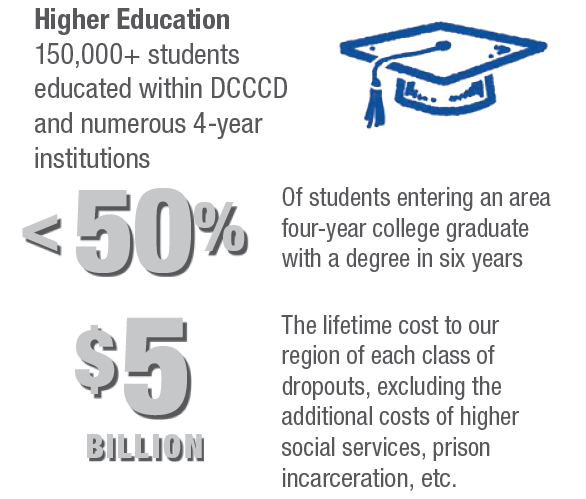 Higher Education
150,000+ students
educated within DCCCD
and numerous 4-year
institutions
< 50%
Of students entering an area
four-year college graduate
with a degree in six years
$5
BILLION
The lifetime cost to our
region of each class of
dropouts, excluding the
additional costs of higher
social services, prison
incarceration, etc.